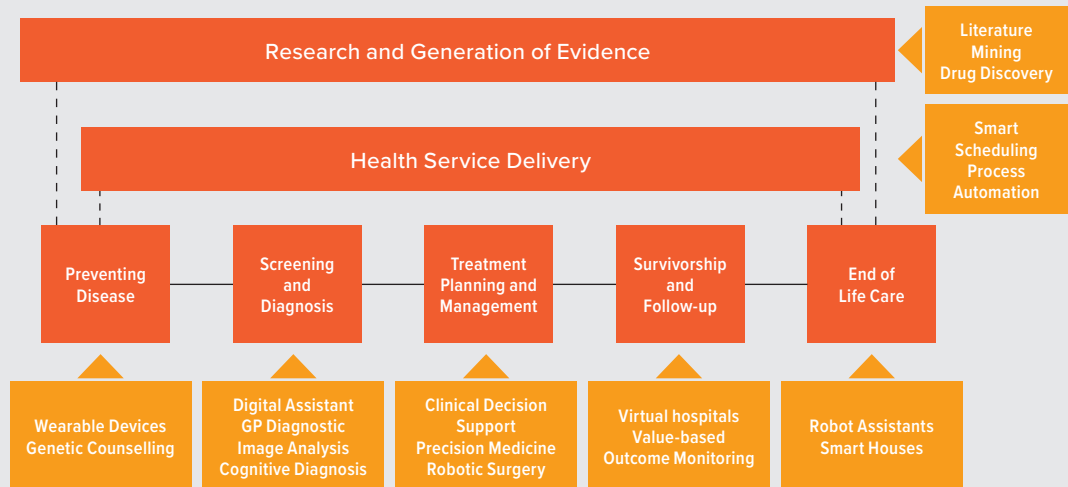 Research and Generation of Evidence
Literature
Mining
Drug Discovery
Health Service Delivery
Smart
Scheduling
Process
Automation
Preventing
Disease
Screening
and
Diagnosis
Treatment
Planning and
Management
Survivorship
and
Follow-up
End of
Life Care
Wearable Devices
Genetic Counselling
Digital Assistant
GP Diagnostic
Image Analysis
Cognitive Diagnosis
Clinical Decision
Support
Precision Medicine
Robotic Surgery
Virtual hospitals
Value-based
Outcome Monitoring
Robot Assistants
Smart Houses